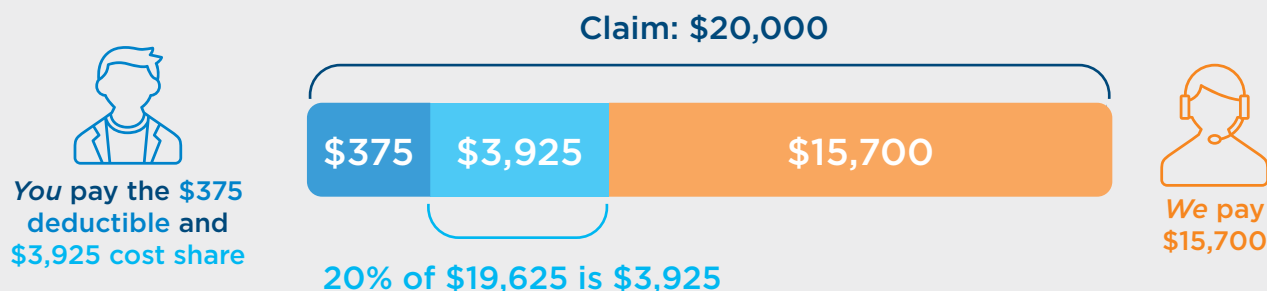 Claim: $20,000
$375
$3,925
$15,700
You pay the $375
deductible and
$3,925 cost share
We pay
$15,700
20% of $19,625 is $3,925